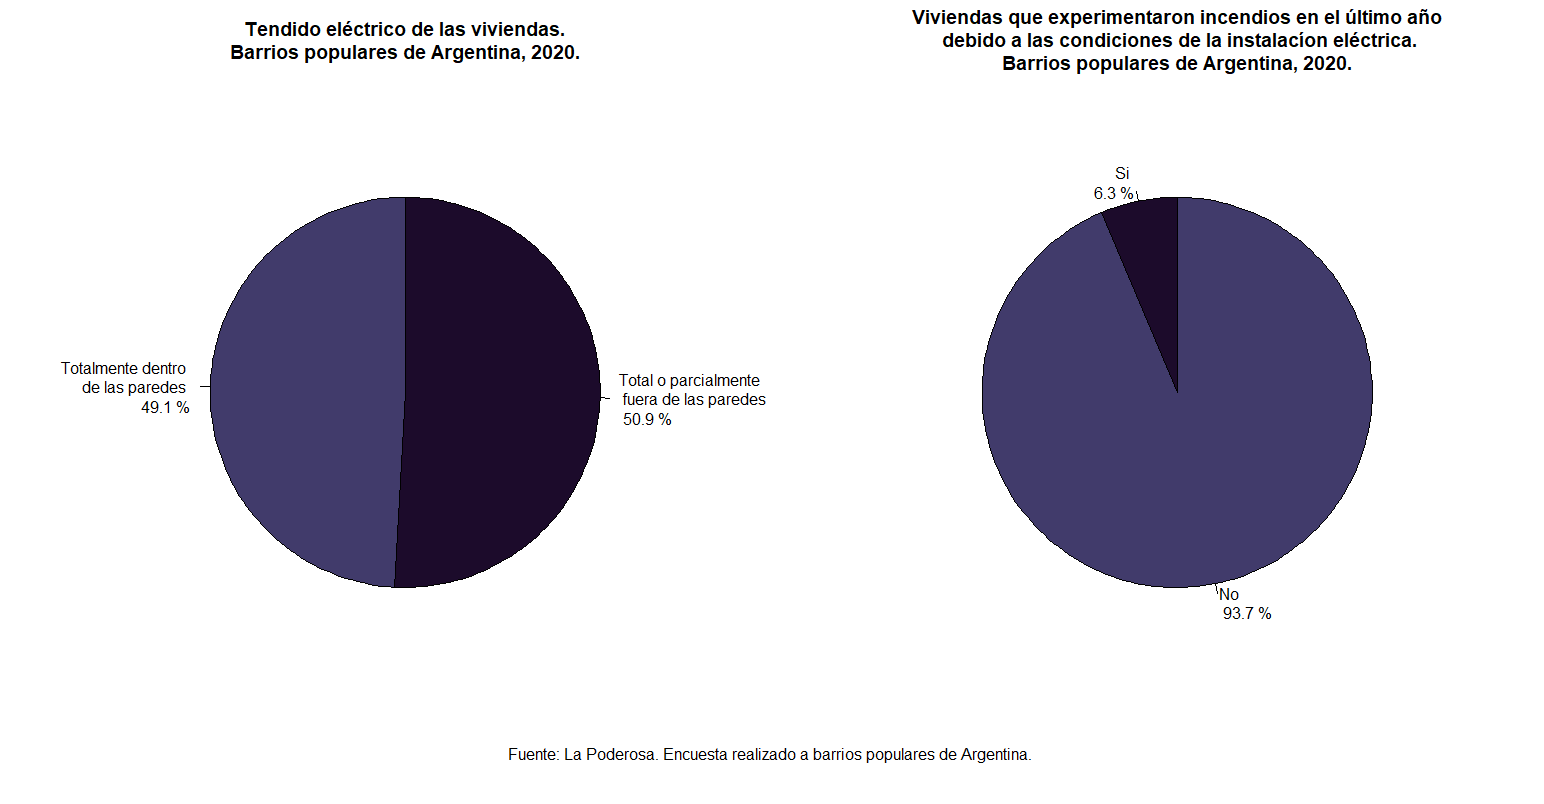 Tendido eléctrico de las viviendas.
Barrios populares de Argentina, 2020.
Totalmente dentro
de las paredes
49.1 %
Total o parcialmente
fuera de las paredes
50.9 %
Viviendas que experimentaron incendios en el último año
debido a las condiciones de la instalacíon eléctrica.
Barrios populares de Argentina, 2020.
Si
6.3 %
No
93.7 %
Fuente: La Poderosa. Encuesta realizado a barrios populares de Argentina.